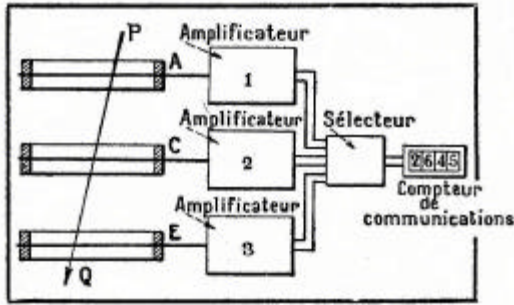 P
Amplificateur
A
1
Amplificateur
Sélecteur
C
2
2645
Compteur
de
communications
Amplificateur
E
3
Q